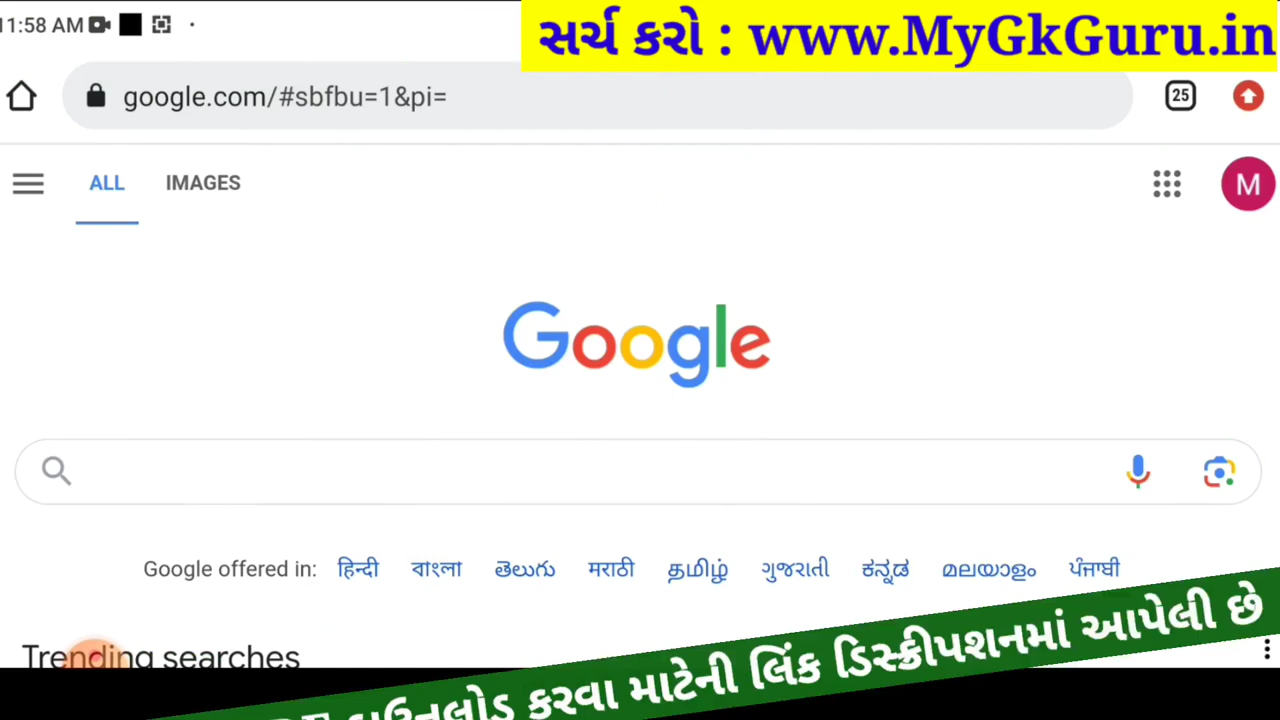 11:58 AM
સર્ચ કરો : www.MyGkGuru.in
google.com/#sbfbu=1&pi=
25
ALL IMAGES
M
Google
Google offered in: हिन्दी বাংলা తెలుగు मराठी தமிழ் ગુજરાતી ಕನ್ನಡ മലയാളം ਪੰਜਾਬੀ
Trending searches
ડાઉનલોડ કરવા માટેની લિંક ડિસ્ક્રીપશનમાં આપેલી છે